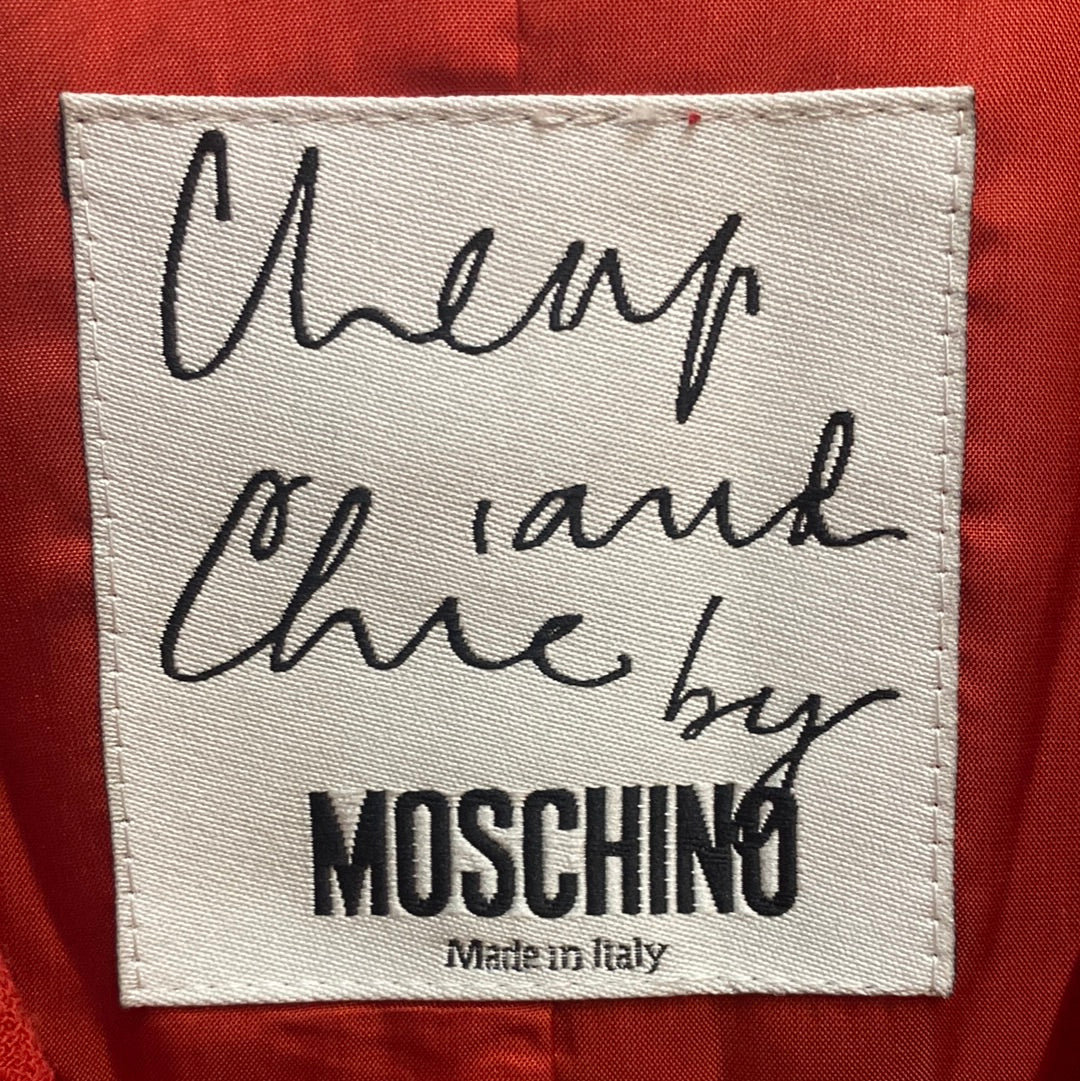 Cheap
and
Chic by
MOSCHINO
Made in Italy